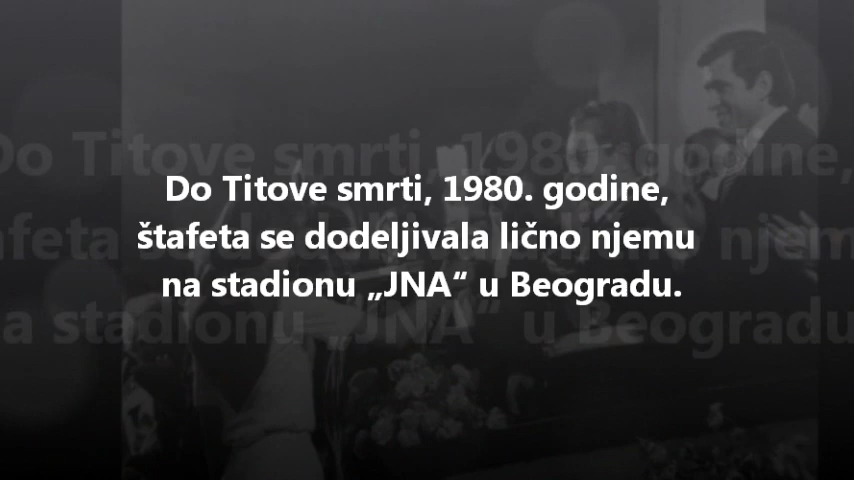 Do Titove smrti, 1980. godine,
štafeta se dodeljivala lično njemu
na stadionu „JNA“ u Beogradu.